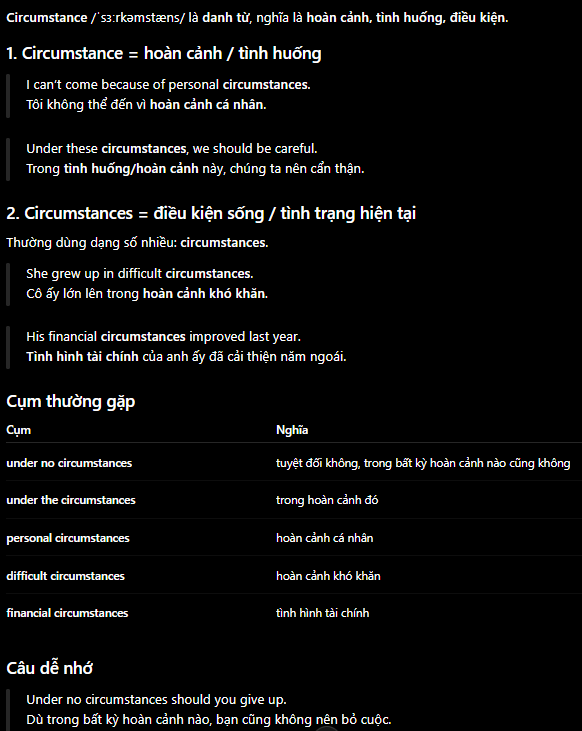 Circumstance /ˈsɜːrkəmstæns/ là danh từ, nghĩa là hoàn cảnh, tình huống, điều kiện.
1. Circumstance = hoàn cảnh / tình huống
I can’t come because of personal circumstances.
Tôi không thể đến vì hoàn cảnh cá nhân.
Under these circumstances, we should be careful.
Trong tình huống/hoàn cảnh này, chúng ta nên cẩn thận.
2. Circumstances = điều kiện sống / tình trạng hiện tại
Thường dùng dạng số nhiều: circumstances.
She grew up in difficult circumstances.
Cô ấy lớn lên trong hoàn cảnh khó khăn.
His financial circumstances improved last year.
Tình hình tài chính của anh ấy đã cải thiện năm ngoái.
Cụm thường gặp
Cụm Nghĩa
under no circumstances tuyệt đối không, trong bất kỳ hoàn cảnh nào cũng không
under the circumstances trong hoàn cảnh đó
personal circumstances hoàn cảnh cá nhân
difficult circumstances hoàn cảnh khó khăn
financial circumstances tình hình tài chính
Câu dễ nhớ
Under no circumstances should you give up.
Dù trong bất kỳ hoàn cảnh nào, bạn cũng không nên bỏ cuộc.